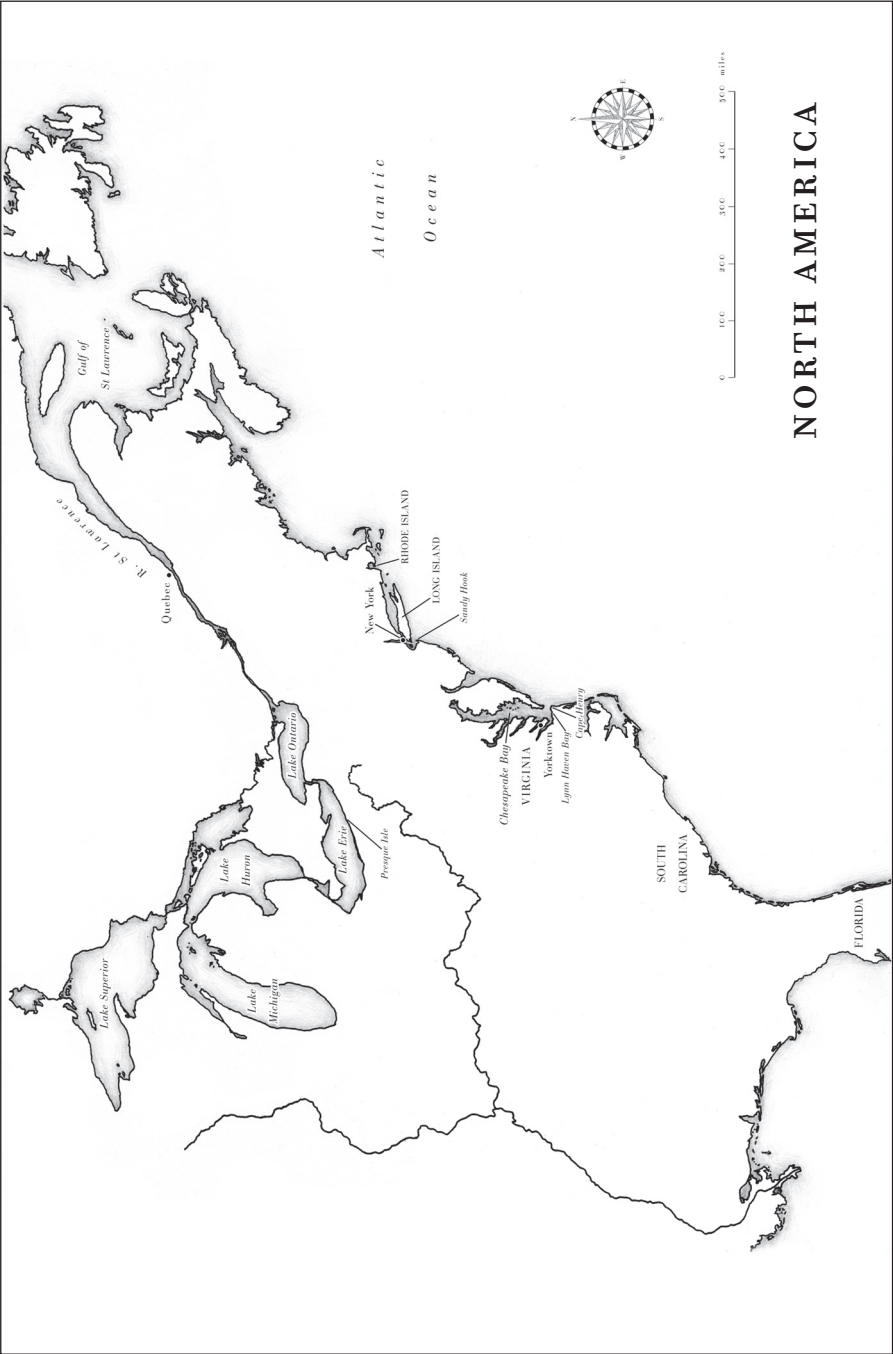 NORTH AMERICA
0 100 200 300 400 500 miles
N
E
S
W
Atlantic
Ocean
Gulf of
St Lawrence
R. St Lawrence
Quebec
Lake Superior
Lake
Huron
Lake
Michigan
Lake Ontario
Lake Erie
Presque Isle
New York
RHODE ISLAND
LONG ISLAND
Sandy Hook
Chesapeake Bay
VIRGINIA
Yorktown
Lynn Haven Bay
Cape Henry
SOUTH
CAROLINA
FLORIDA